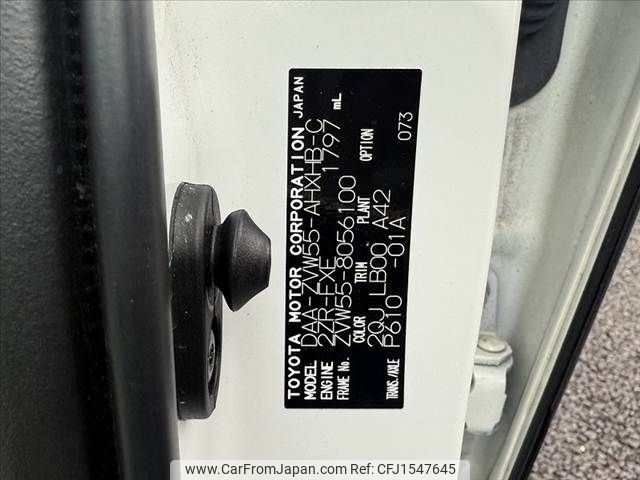 TOYOTA MOTOR CORPORATION JAPAN
MODEL DAA-ZVW55-AHXHB-C
ENGINE 2ZR-FXE 1797 mL
FRAME No. ZVW55-8056100
COLOR TRIM PLANT OPTION
2QJ LB00 A42
TRANS./AXLE P610 -01A 073
www.CarFromJapan.com - CFJ1547645